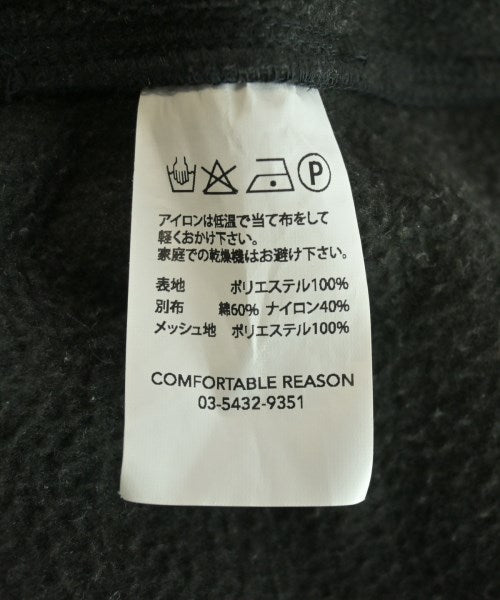 P
アイロンは低温で当て布をして
軽くおかけ下さい。
家庭での乾燥機はお避け下さい。
表地 ポリエステル100%
別布 綿60% ナイロン40%
メッシュ地 ポリエステル100%
COMFORTABLE REASON
03-5432-9351